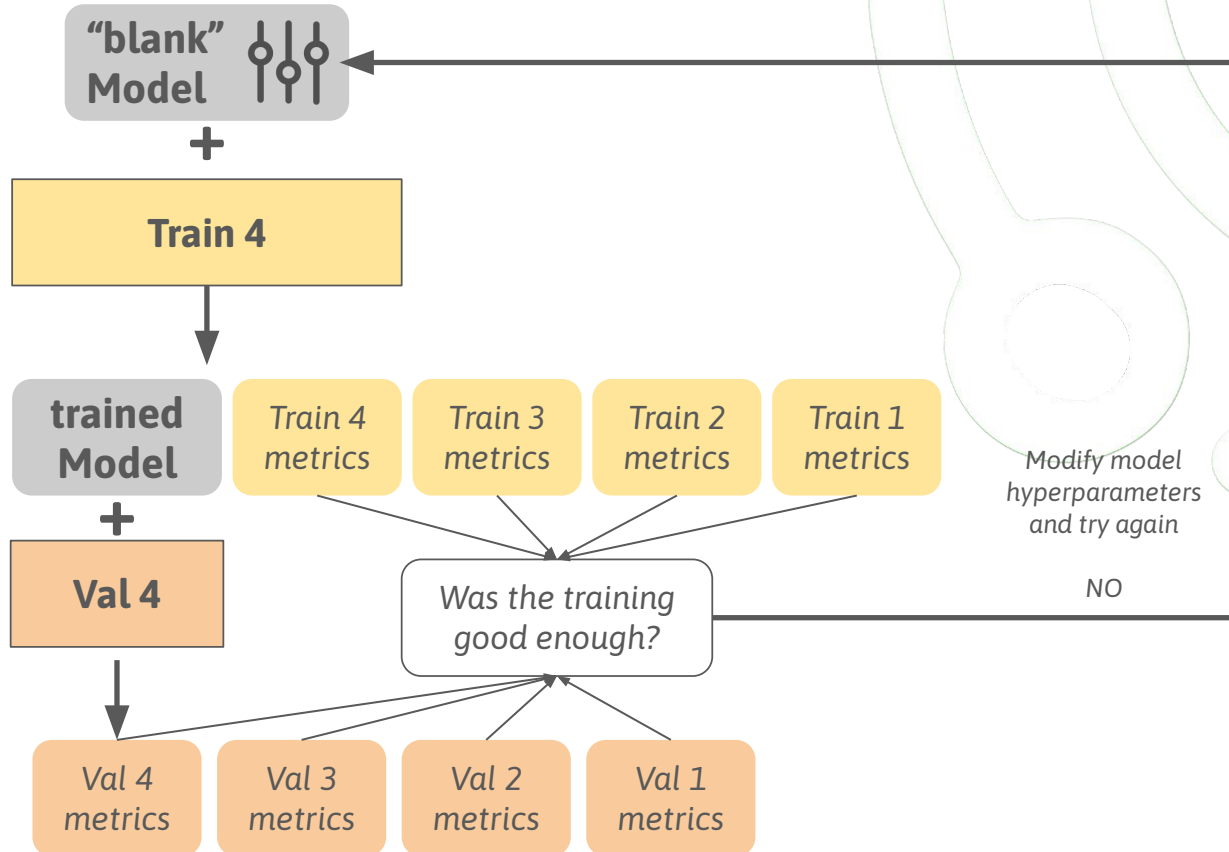 “blank”
Model
+
Train 4
trained
Model
Train 4
metrics
Train 3
metrics
Train 2
metrics
Train 1
metrics
Modify model
hyperparameters
and try again
+
Val 4
Was the training
good enough?
NO
Val 4
metrics
Val 3
metrics
Val 2
metrics
Val 1
metrics